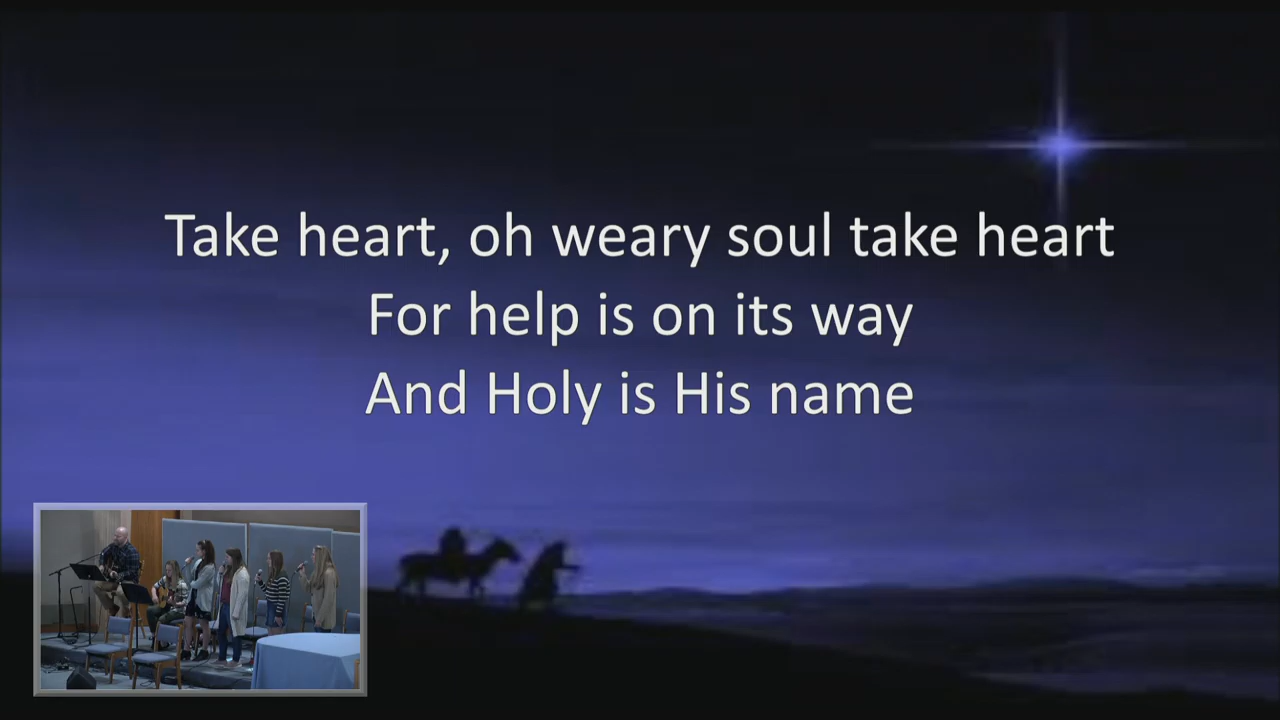 Take heart, oh weary soul take heart
For help is on its way
And Holy is His name